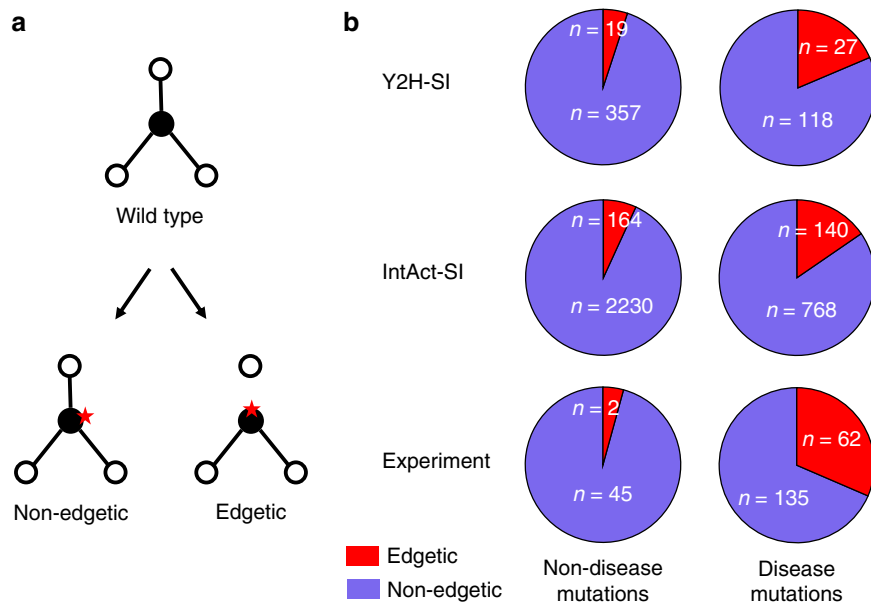 a
Wild type
Non-edgetic
Edgetic
b
Y2H-SI
n = 19
n = 357
n = 27
n = 118
IntAct-SI
n = 164
n = 2230
n = 140
n = 768
Experiment
n = 2
n = 45
n = 62
n = 135
Edgetic
Non-edgetic
Non-disease
mutations
Disease
mutations